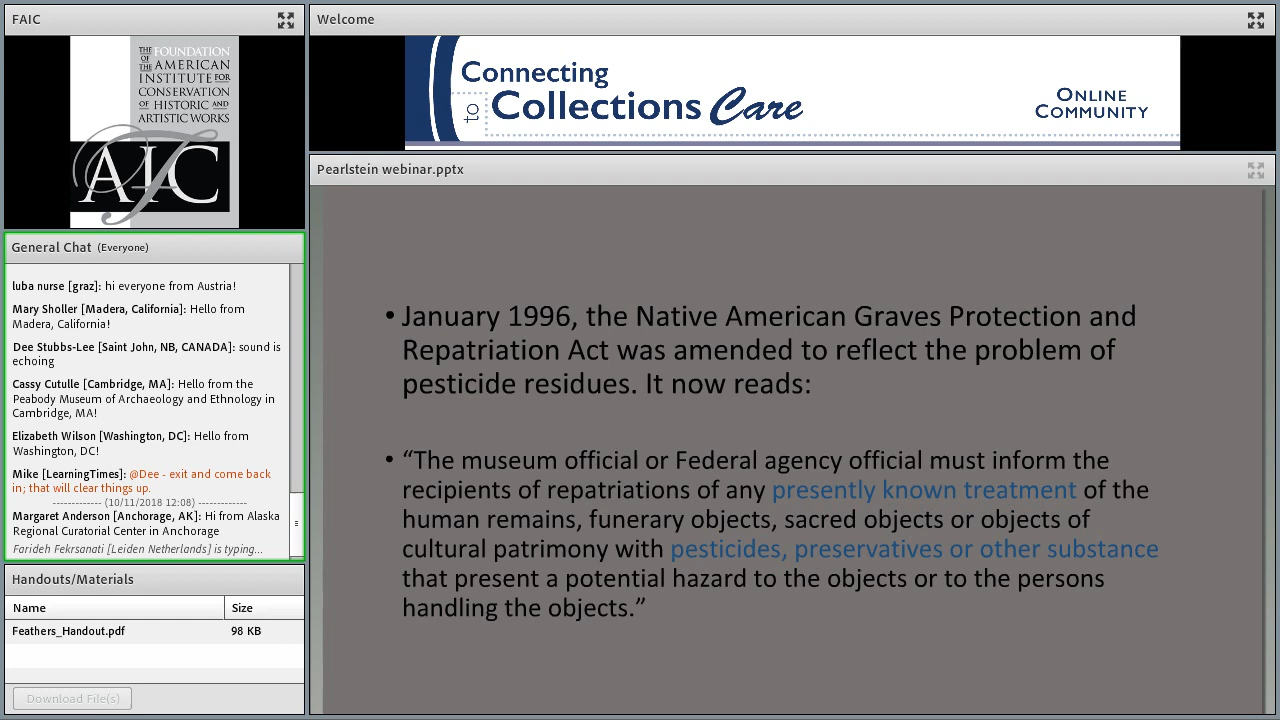 FAIC
THE FOUNDATION
OF THE AMERICAN
INSTITUTE FOR
CONSERVATION
OF HISTORIC AND
ARTISTIC WORKS
AIC
General Chat (Everyone)
luba nurse [graz]: hi everyone from Austria!
Mary Sholler [Madera, California]: Hello from
Madera, California!
Dee Stubbs-Lee [Saint John, NB, CANADA]: sound is
echoing
Cassy Cutulle [Cambridge, MA]: Hello from the
Peabody Museum of Archaeology and Ethnology in
Cambridge, MA!
Elizabeth Wilson [Washington, DC]: Hello from
Washington, DC!
Mike [LearningTimes]: @Dee - exit and come back
in; that will clear things up.
------------ (10/11/2018 12:08) ------------
Margaret Anderson [Anchorage, AK]: Hi from Alaska
Regional Curatorial Center in Anchorage
Farideh Fekrsanati [Leiden Netherlands] is typing...
Handouts/Materials
Name Size
Feathers_Handout.pdf 98 KB
Download File(s)
Welcome
Connecting
to Collections Care
ONLINE
COMMUNITY
Pearlstein webinar.pptx
• January 1996, the Native American Graves Protection and
Repatriation Act was amended to reflect the problem of
pesticide residues. It now reads:
• “The museum official or Federal agency official must inform the
recipients of repatriations of any presently known treatment of the
human remains, funerary objects, sacred objects or objects of
cultural patrimony with pesticides, preservatives or other substance
that present a potential hazard to the objects or to the persons
handling the objects.”